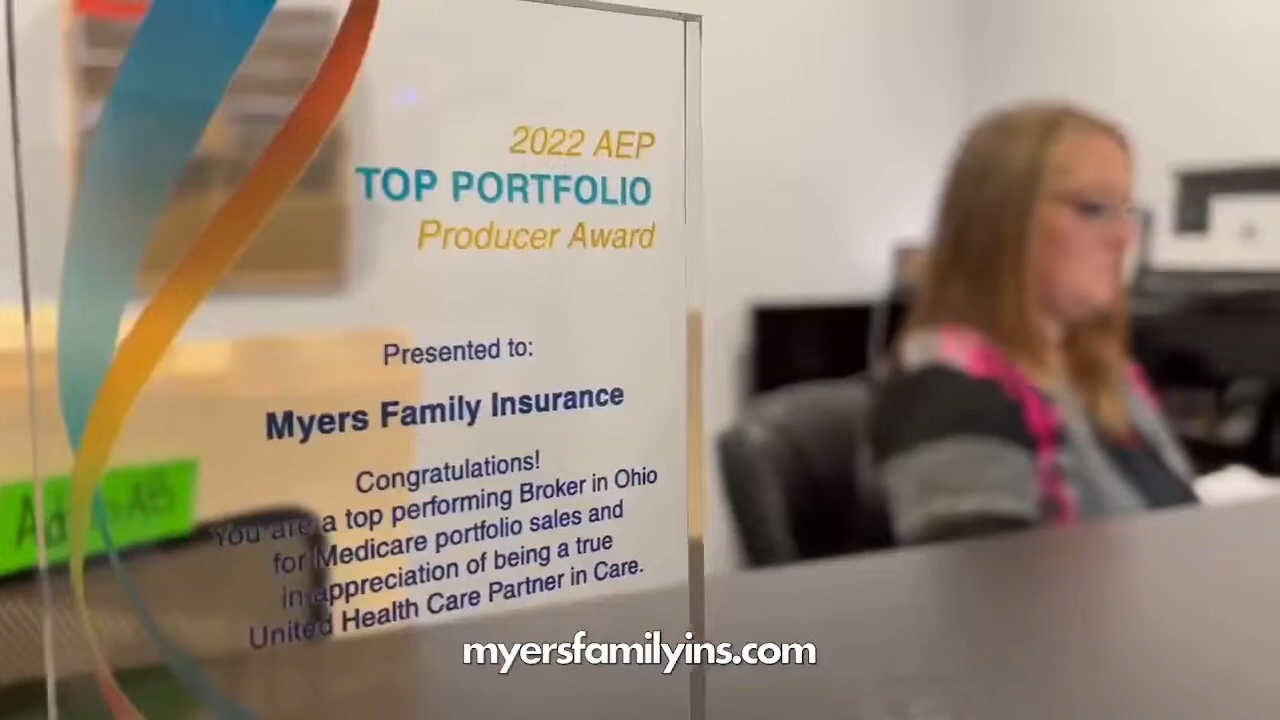 2022 AEP
TOP PORTFOLIO
Producer Award
Presented to:
Myers Family Insurance
Congratulations!
You are a top performing Broker in Ohio
for Medicare portfolio sales and
in appreciation of being a true
United Health Care Partner in Care.
myersfamilyins.com